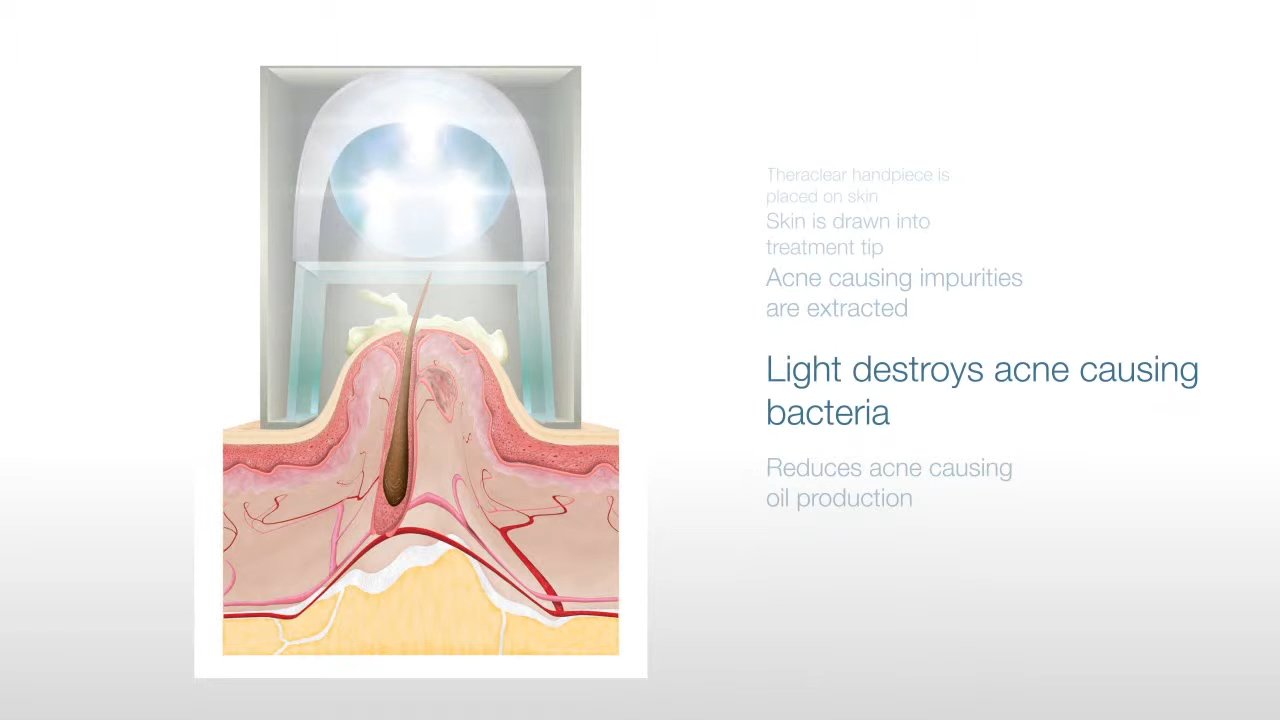 Theraclear handpiece is
placed on skin
Skin is drawn into
treatment tip
Acne causing impurities
are extracted
Light destroys acne causing
bacteria
Reduces acne causing
oil production